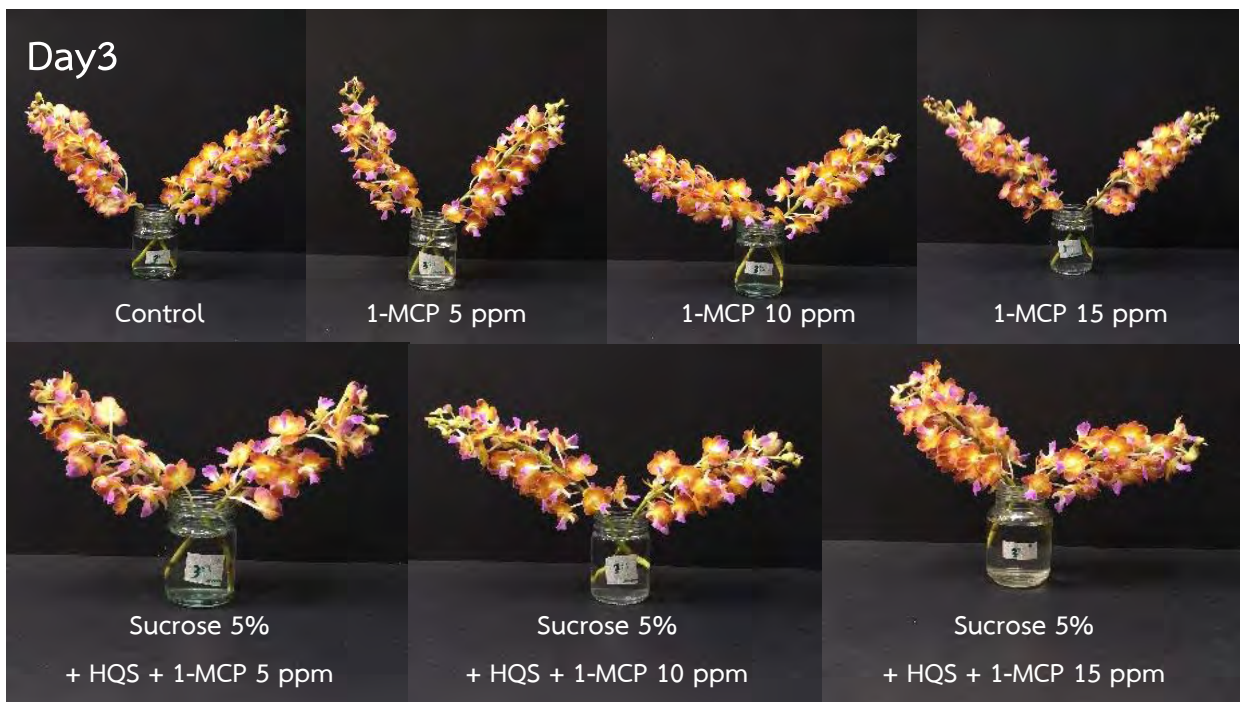 Day3
Control
1-MCP 5 ppm
1-MCP 10 ppm
1-MCP 15 ppm
Sucrose 5%
+ HQS + 1-MCP 5 ppm
Sucrose 5%
+ HQS + 1-MCP 10 ppm
Sucrose 5%
+ HQS + 1-MCP 15 ppm